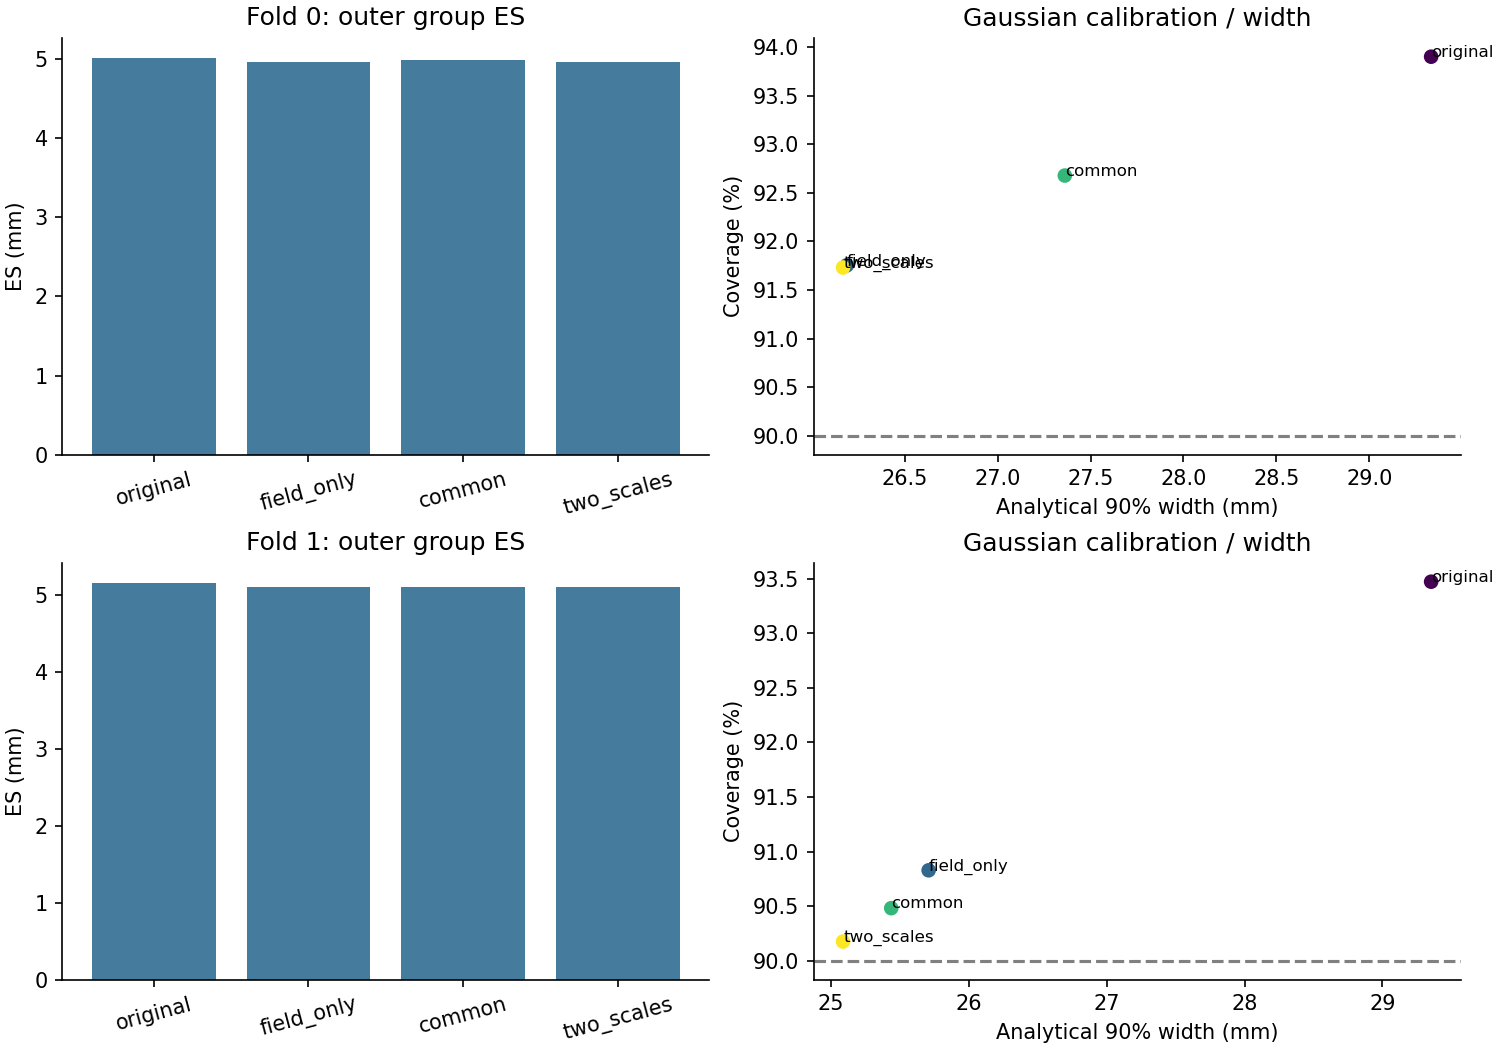 Fold 0: outer group ES
ES (mm)
5
4
3
2
1
0
original
field_only
common
two_scales
Gaussian calibration / width
Coverage (%)
94.0
93.5
93.0
92.5
92.0
91.5
91.0
90.5
90.0
original
common
field_only
two_scales
26.5
27.0
27.5
28.0
28.5
29.0
Analytical 90% width (mm)
Fold 1: outer group ES
ES (mm)
5
4
3
2
1
0
original
field_only
common
two_scales
Gaussian calibration / width
Coverage (%)
93.5
93.0
92.5
92.0
91.5
91.0
90.5
90.0
original
field_only
common
two_scales
25
26
27
28
29
Analytical 90% width (mm)